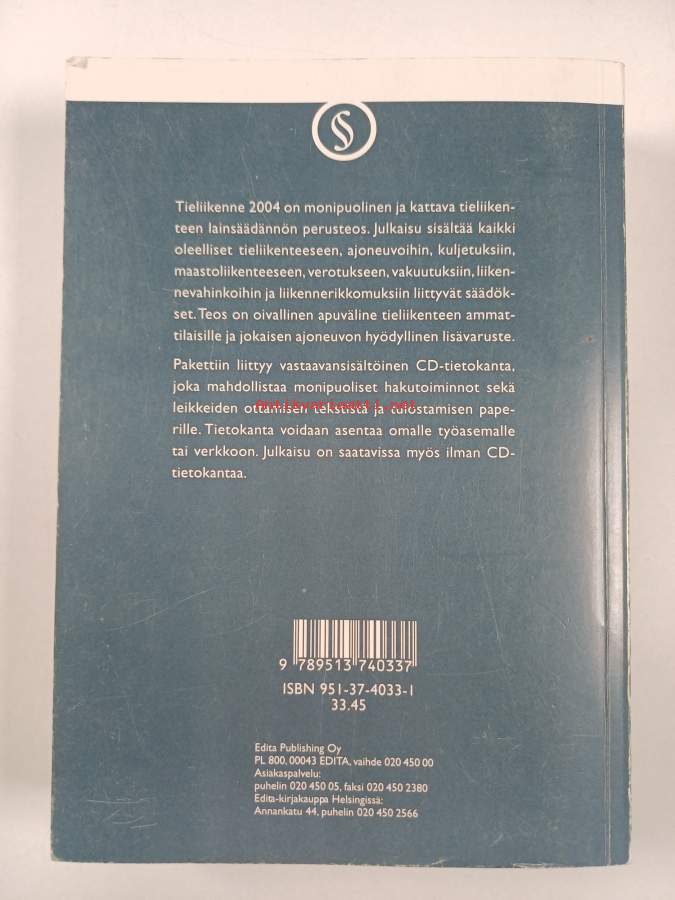 §
Tieliikenne 2004 on monipuolinen ja kattava tieliiken-
teen lainsäädännön perusteos. Julkaisu sisältää kaikki
oleelliset tieliikenteeseen, ajoneuvoihin, kuljetuksiin,
maastoliikenteeseen, verotukseen, vakuutuksiin, liiken-
nevahinkoihin ja liikennerikkomuksiin liittyvät säädök-
set. Teos on oivallinen apuväline tieliikenteen ammat-
tilaisille ja jokaisen ajoneuvon hyödyllinen lisävaruste.
Pakettiin liittyy vastaavansisältöinen CD-tietokanta,
joka mahdollistaa monipuoliset hakutoiminnot sekä
leikkeiden ottamisen tekstistä ja tulostamisen pape-
Antikvariaatti.net
rille. Tietokanta voidaan asentaa omalle työasemalle
tai verkkoon. Julkaisu on saatavissa myös ilman CD-
tietokantaa.
9 789513 740337
ISBN 951-37-4033-1
33.45
Edita Publishing Oy
PL 800, 00043 EDITA, vaihde 020 450 00
Asiakaspalvelu:
puhelin 020 450 05, faksi 020 450 2380
Edita-kirjakauppa Helsingissä:
Annankatu 44, puhelin 020 450 2566